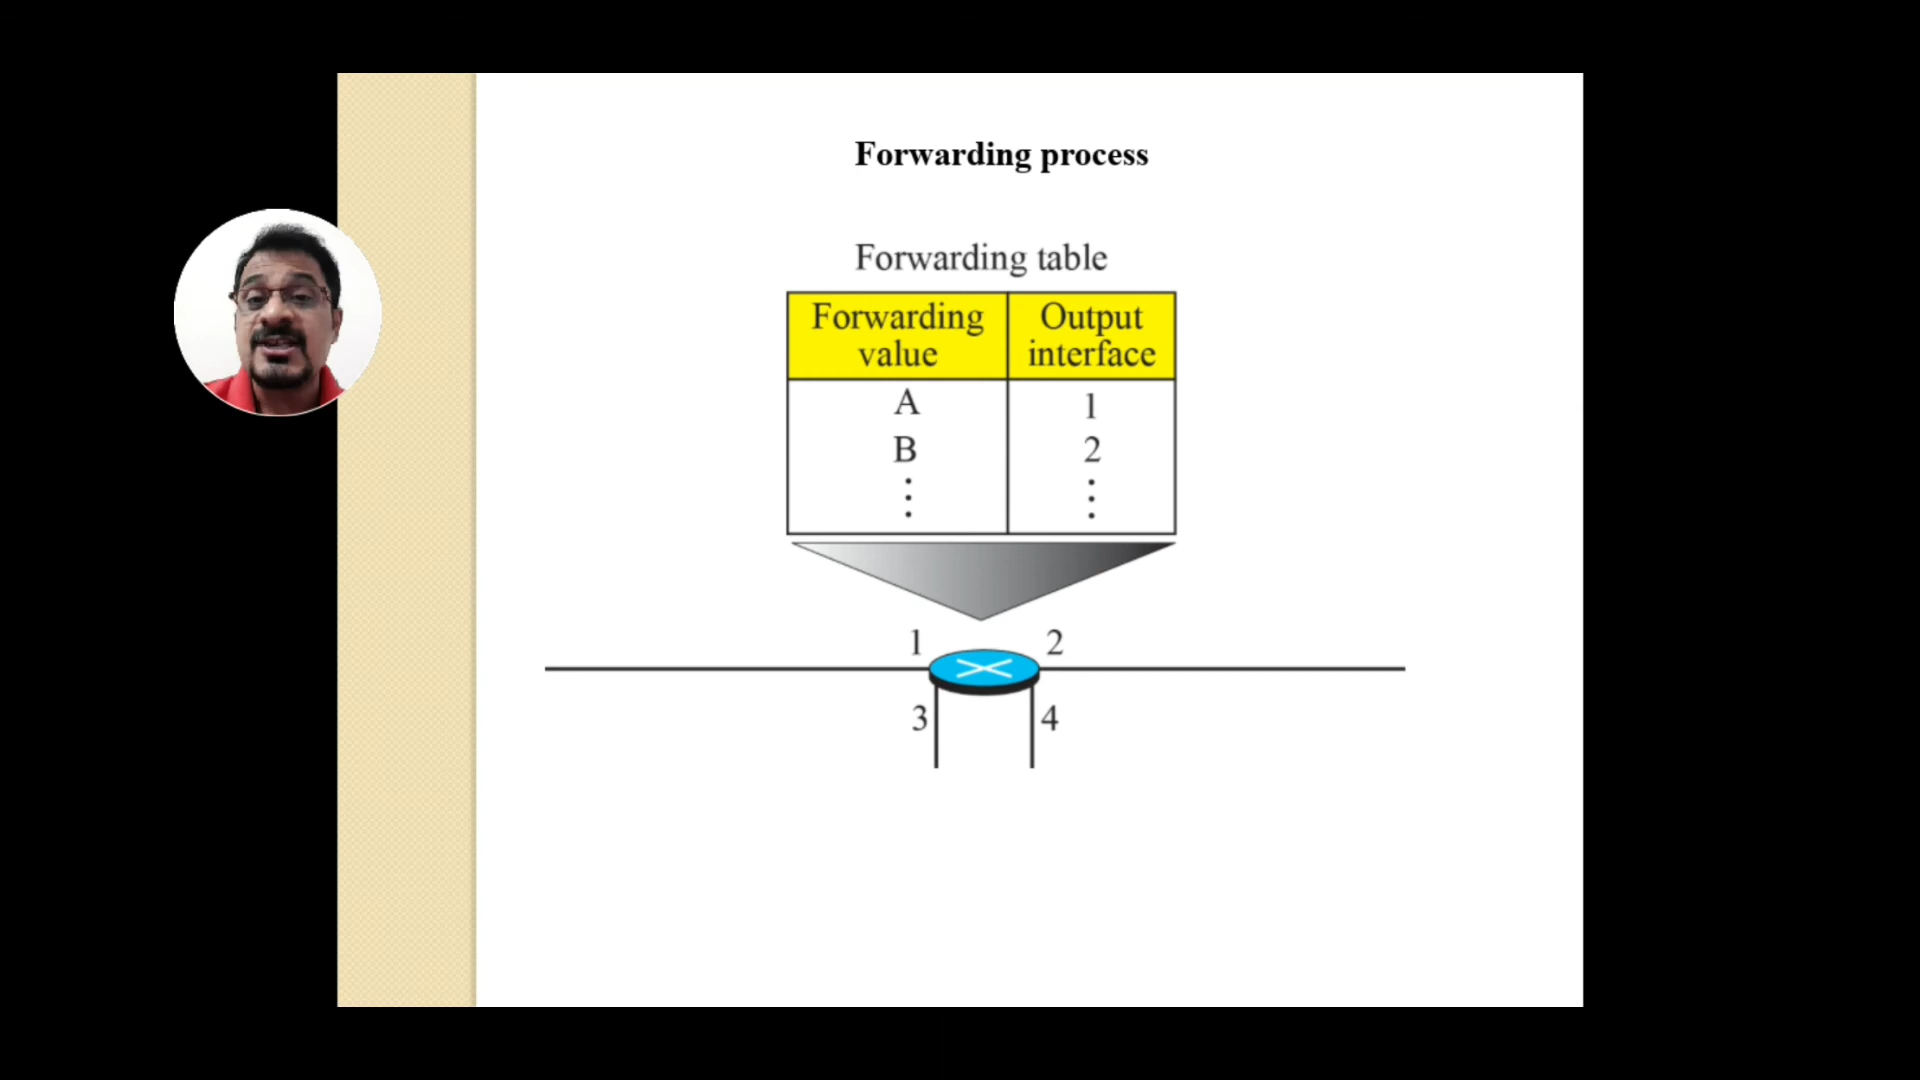 Forwarding process
Forwarding table
Forwarding value
Output interface
A
1
B
2
1
2
3
4